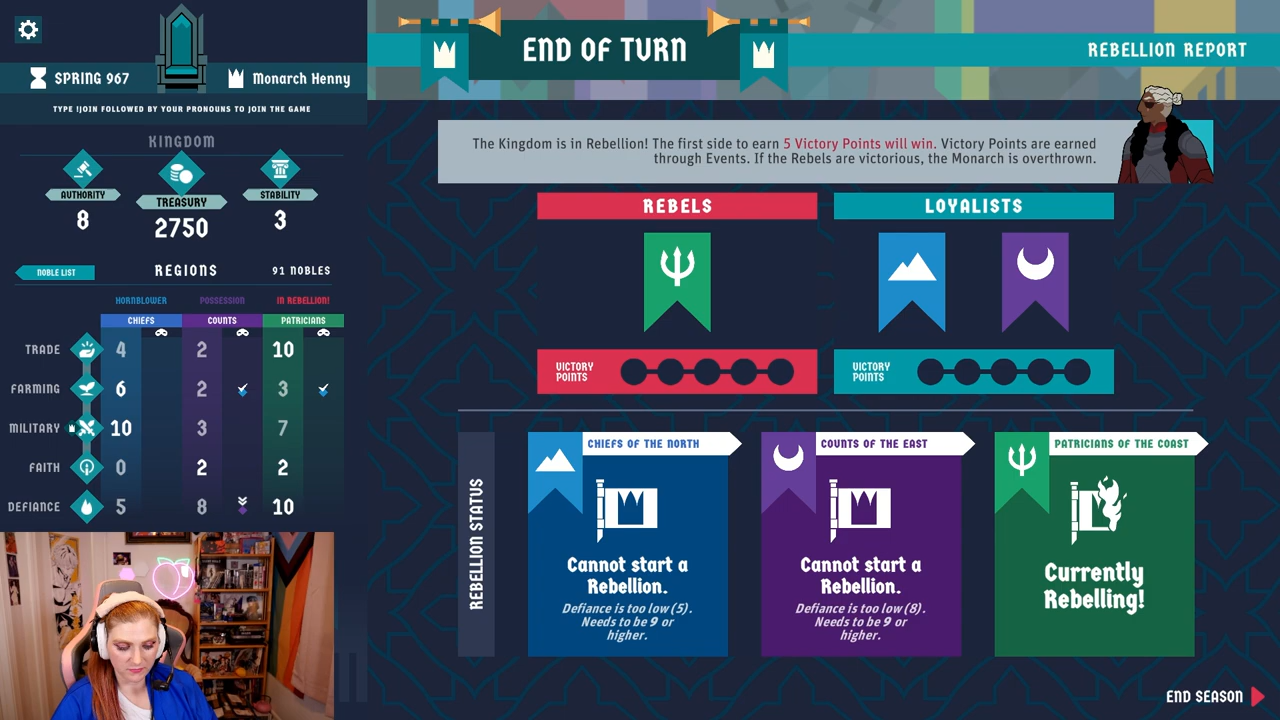 SPRING 967
Monarch Henny
TYPE !JOIN FOLLOWED BY YOUR PRONOUNS TO JOIN THE GAME
KINGDOM
AUTHORITY
8
TREASURY
2750
STABILITY
3
NOBLE LIST
REGIONS
91 NOBLES
HORNBLOWER POSSESSION IN REBELLION!
CHIEFS COUNTS PATRICIANS
TRADE 4 2 10
FARMING 6 2 3
MILITARY 10 3 7
FAITH 0 2 2
DEFIANCE 5 8 10
END OF TURN
REBELLION REPORT
The Kingdom is in Rebellion! The first side to earn 5 Victory Points will win. Victory Points are earned
through Events. If the Rebels are victorious, the Monarch is overthrown.
REBELS
LOYALISTS
VICTORY
POINTS
VICTORY
POINTS
REBELLION STATUS
CHIEFS OF THE NORTH
Cannot start a
Rebellion.
Defiance is too low (5).
Needs to be 9 or
higher.
COUNTS OF THE EAST
Cannot start a
Rebellion.
Defiance is too low (8).
Needs to be 9 or
higher.
PATRICIANS OF THE COAST
Currently
Rebelling!
END SEASON